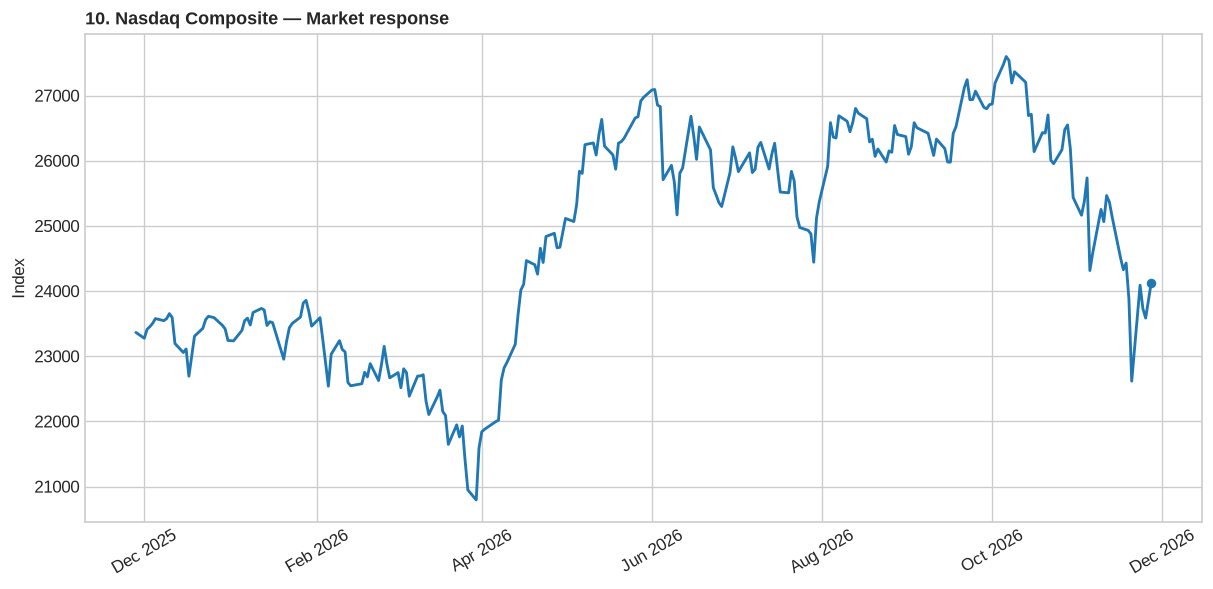 10. Nasdaq Composite — Market response
Index
27000
26000
25000
24000
23000
22000
21000
Dec 2025
Feb 2026
Apr 2026
Jun 2026
Aug 2026
Oct 2026
Dec 2026